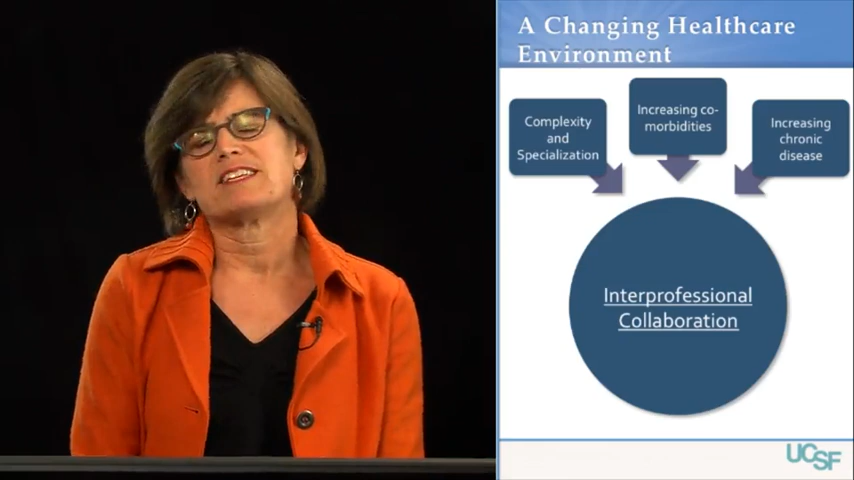 A Changing Healthcare
Environment
Complexity
and
Specialization
Increasing co-
morbidities
Increasing
chronic
disease
Interprofessional
Collaboration
UCSF